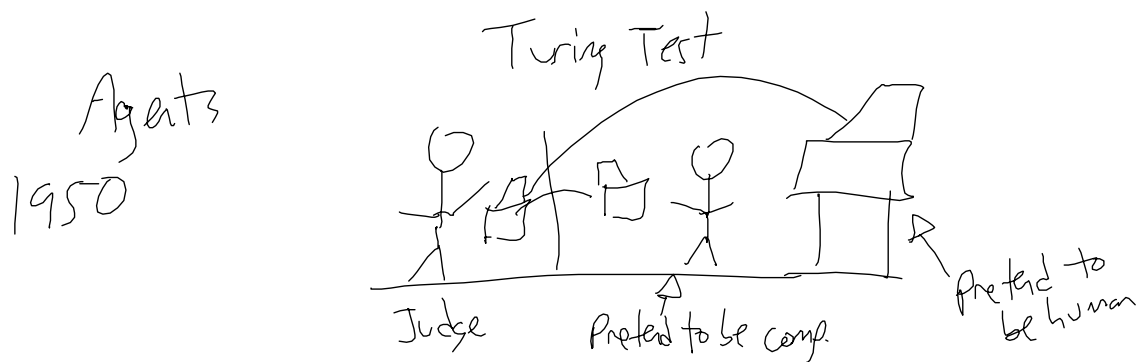 Turing Test
Agents
1950
Judge
Pretend to be comp.
Pretend to
be human